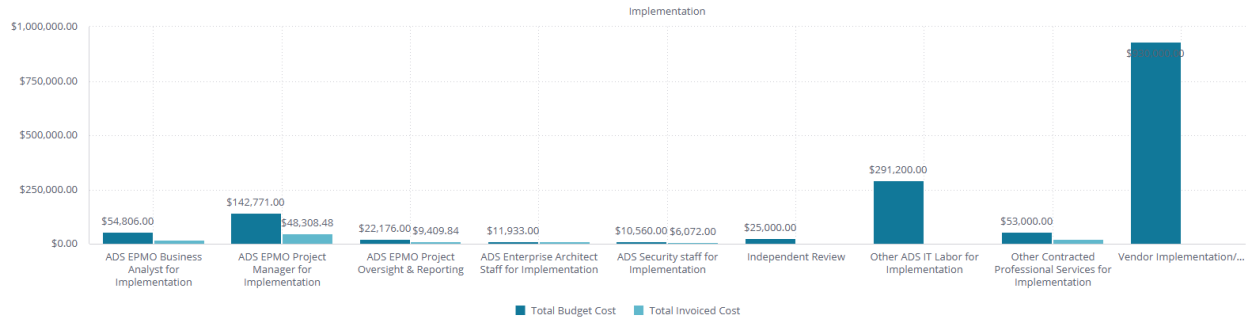 Implementation
$1,000,000.00
$750,000.00
$500,000.00
$250,000.00
$0.00
$54,806.00
$142,771.00
$48,308.48
$22,176.00
$9,409.84
$11,933.00
$10,560.00
$6,072.00
$25,000.00
$291,200.00
$53,000.00
ADS EPMO Business
Analyst for
Implementation
ADS EPMO Project
Manager for
Implementation
ADS EPMO Project
Oversight & Reporting
ADS Enterprise Architect
Staff for Implementation
ADS Security staff for
Implementation
Independent Review
Other ADS IT Labor for
Implementation
Other Contracted
Professional Services for
Implementation
Vendor Implementation/...
Total Budget Cost
Total Invoiced Cost